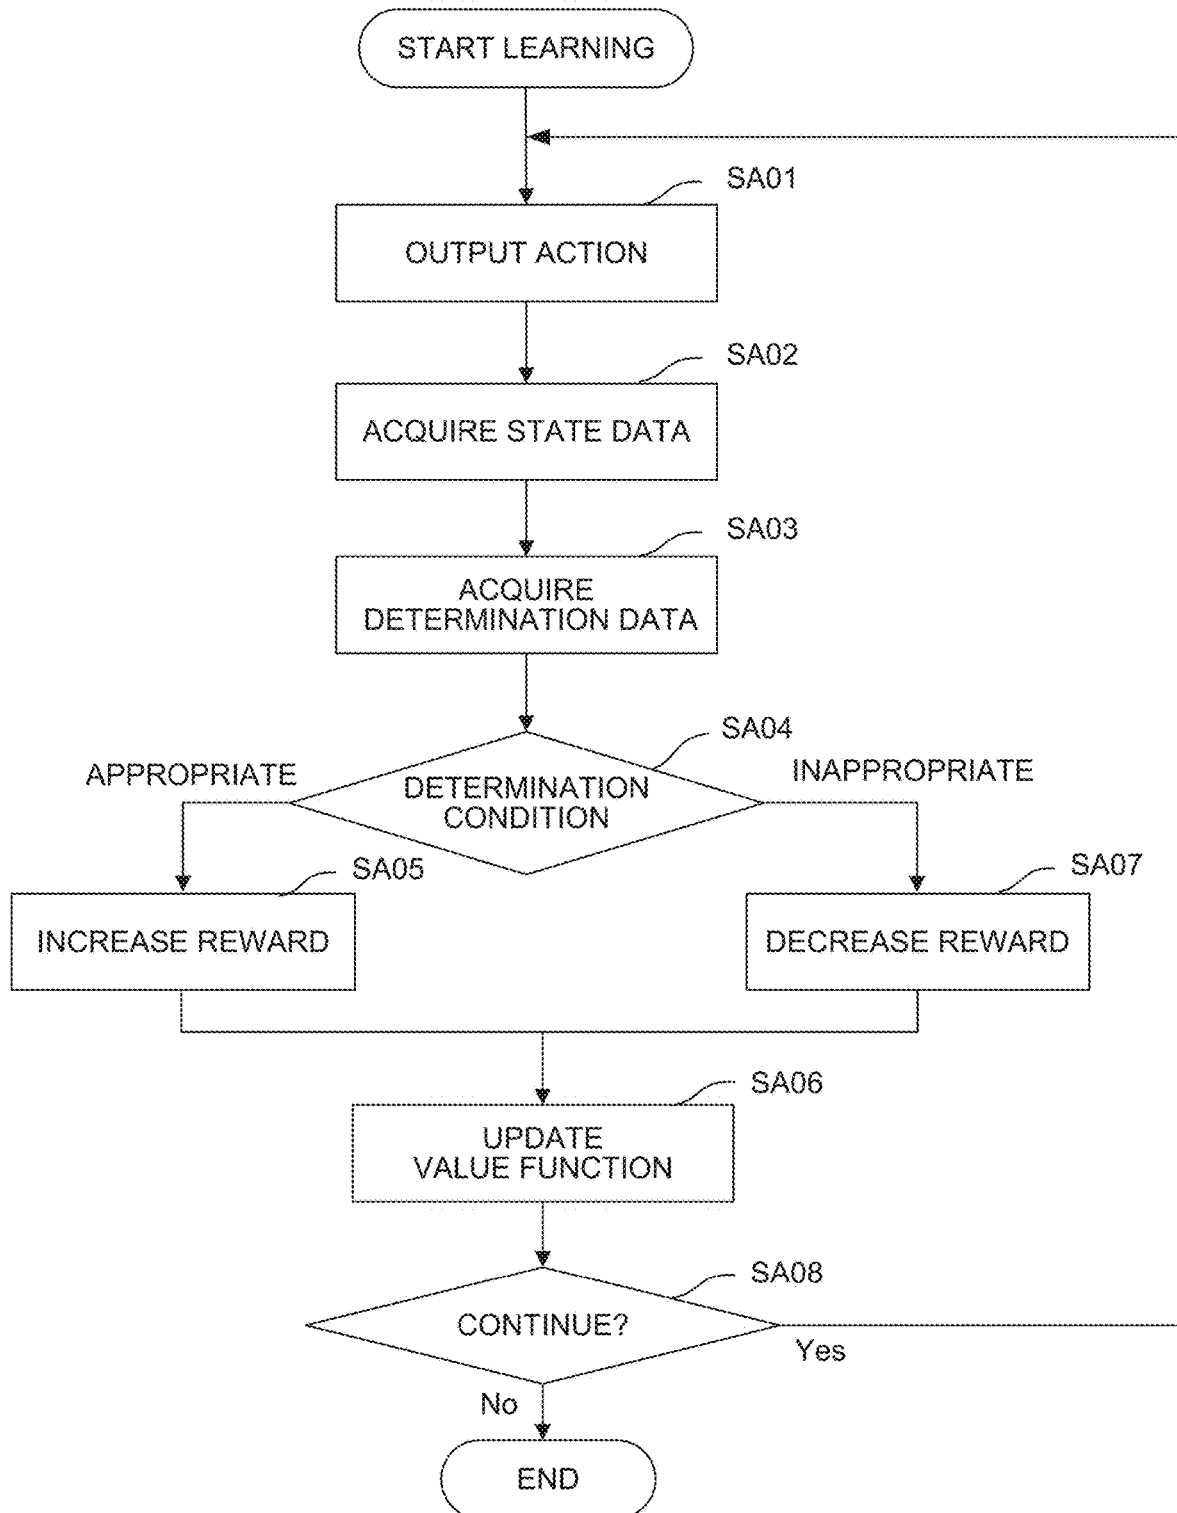 START LEARNING
SA01
OUTPUT ACTION
SA02
ACQUIRE STATE DATA
SA03
ACQUIRE
DETERMINATION DATA
SA04
APPROPRIATE
INAPPROPRIATE
DETERMINATION
CONDITION
SA05
SA07
INCREASE REWARD
DECREASE REWARD
SA06
UPDATE
VALUE FUNCTION
SA08
CONTINUE?
Yes
No
END